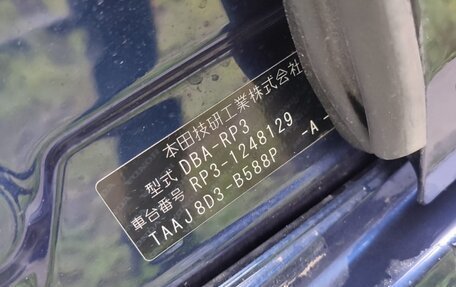 本田技研工業株式会社
型式 DBA-RP3
車台番号 RP3-1248129
TAAJ8D3-B588P -A-